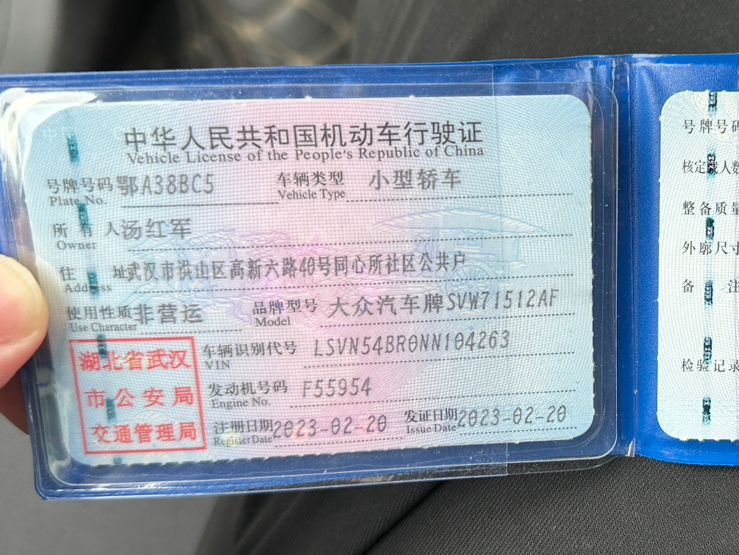 中华人民共和国机动车行驶证
Vehicle License of the People's Republic of China
号牌号码 鄂A38BC5 车辆类型 小型轿车
Plate No. Vehicle Type
所有人 汤红军
Owner
住址 武汉市洪山区高新六路40号同心所社区公共户
Address
使用性质 非营运 品牌型号 大众汽车牌SVW71512AF
Use Character Model
湖北省武汉
市公安局
交通管理局
车辆识别代号 LSVN54BR0NN104263
VIN
发动机号码 F55954
Engine No.
注册日期 2023-02-20 发证日期 2023-02-20
Register Date Issue Date
号牌号码
核定载人数
整备质量
外廓尺寸
备注
检验记录